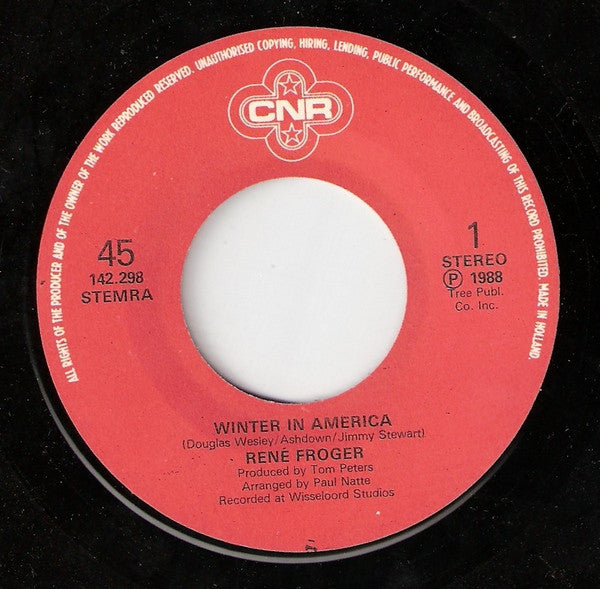 ALL RIGHTS OF THE PRODUCER AND OF THE OWNER OF THE WORK REPRODUCED RESERVED. UNAUTHORISED COPYING, HIRING, LENDING, PUBLIC PERFORMANCE AND BROADCASTING OF THIS RECORD PROHIBITED. MADE IN HOLLAND.
CNR
45
142.298
STEMRA
1
STEREO
Ⓟ 1988
Tree Publ.
Co. Inc.
WINTER IN AMERICA
(Douglas Wesley/Ashdown/Jimmy Stewart)
RENÉ FROGER
Produced by Tom Peters
Arranged by Paul Natte
Recorded at Wisseloord Studios